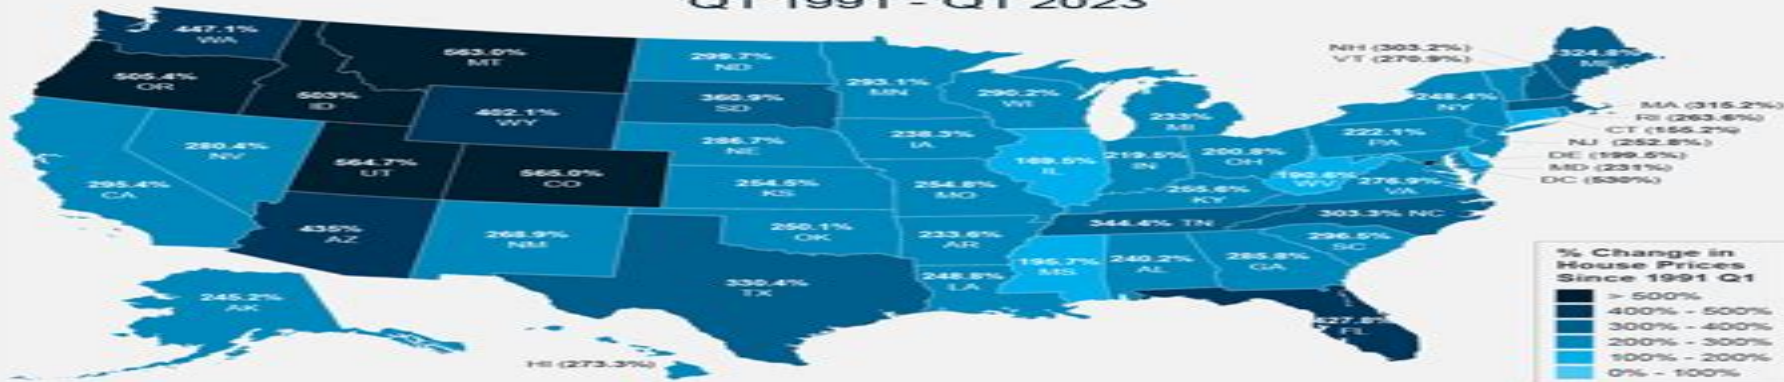 Q1 1991 - Q1 2023
447.1%
WA
505.4%
OR
503%
ID
563.0%
MT
402.1%
WY
299.7%
ND
360.9%
SD
286.7%
NE
254.5%
KS
250.1%
OK
330.4%
TX
280.4%
NV
295.4%
CA
564.7%
UT
565.0%
CO
435%
AZ
268.9%
NM
293.1%
MN
238.3%
IA
254.8%
MO
233.6%
AR
248.8%
LA
290.2%
WI
169.5%
IL
233%
MI
219.5%
IN
200.8%
OH
255.6%
KY
344.4% TN
195.7%
MS
240.2%
AL
285.8%
GA
296.5%
SC
303.3% NC
190.6%
WV
276.9%
VA
222.1%
PA
248.4%
NY
324.8%
ME
NH (303.2%)
VT (270.9%)
MA (315.2%)
RI (263.6%)
CT (155.2%)
NJ (252.8%)
DE (199.5%)
MD (231%)
DC (530%)
FL
245.2%
AK
HI (273.3%)
% Change in
House Prices
Since 1991 Q1
> 500%
400% - 500%
300% - 400%
200% - 300%
100% - 200%
0% - 100%